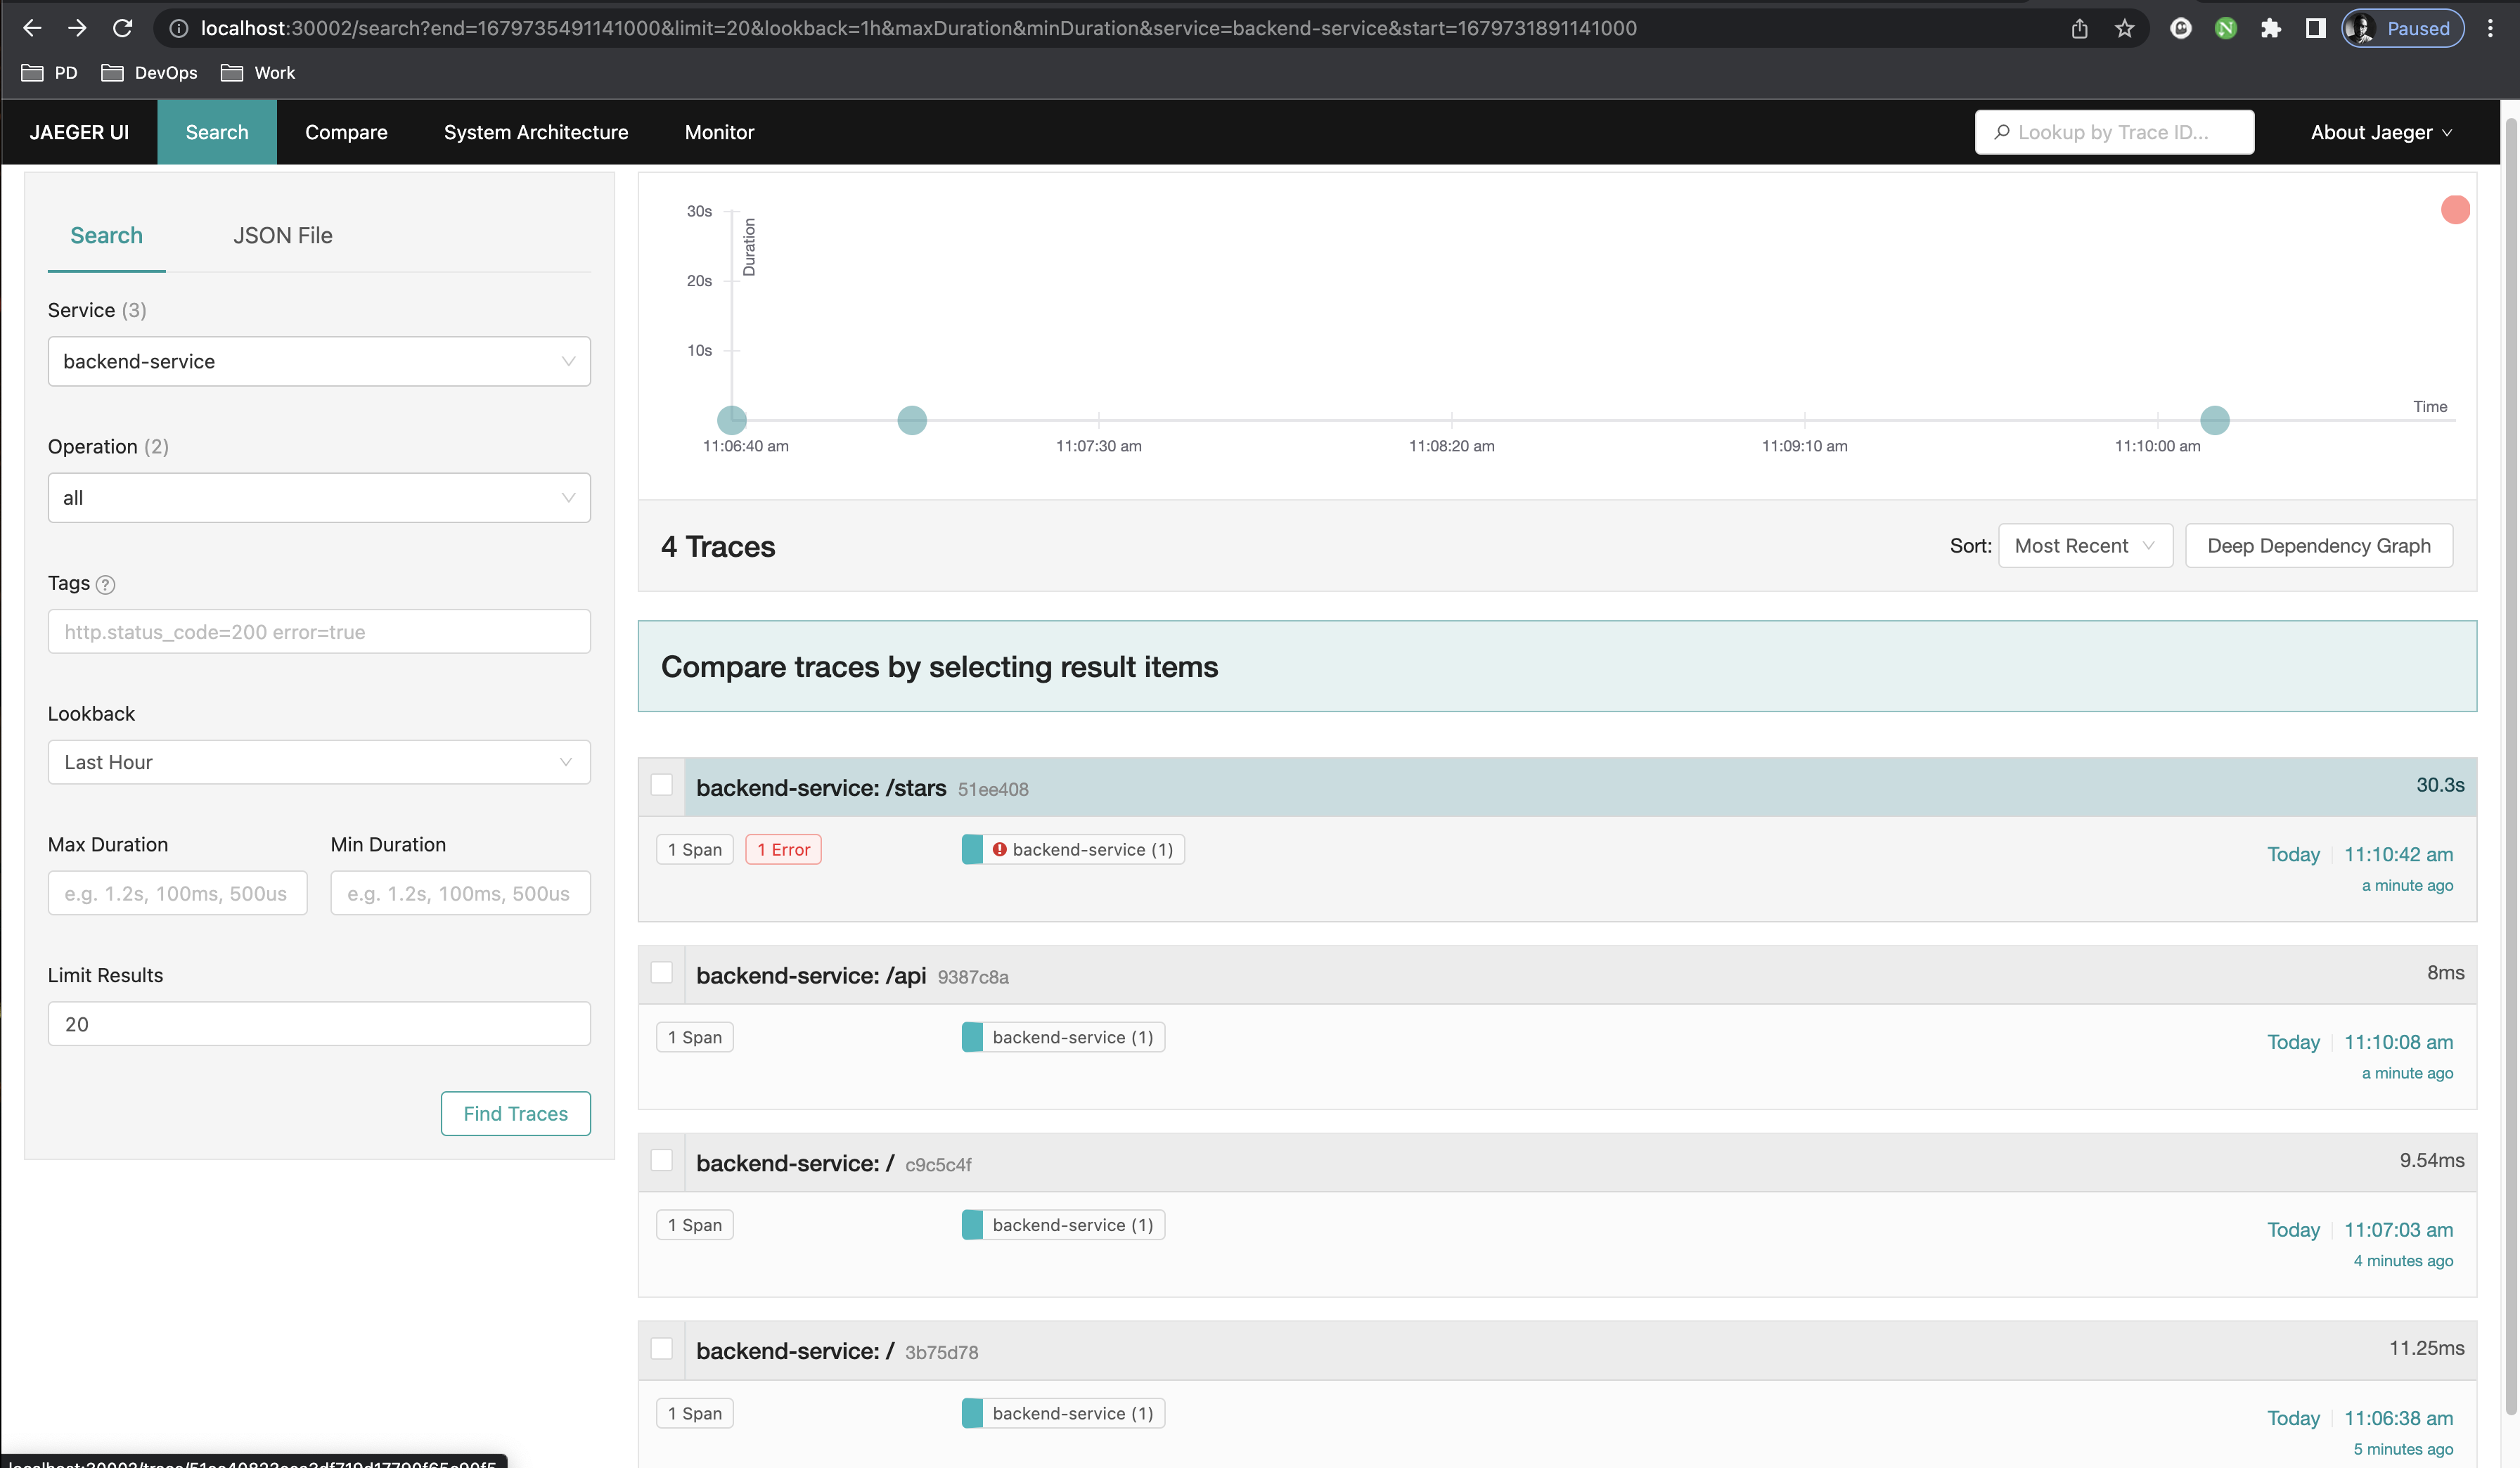 localhost:30002/search?end=1679735491141000&limit=20&lookback=1h&maxDuration&minDuration&service=backend-service&start=1679731891141000
Paused
PD
DevOps
Work
JAEGER UI
Search
Compare
System Architecture
Monitor
Lookup by Trace ID...
About Jaeger
Search
JSON File
Service (3)
backend-service
Operation (2)
all
Tags ?
http.status_code=200 error=true
Lookback
Last Hour
Max Duration
Min Duration
e.g. 1.2s, 100ms, 500us
e.g. 1.2s, 100ms, 500us
Limit Results
20
Find Traces
30s
20s
10s
Duration
Time
11:06:40 am
11:07:30 am
11:08:20 am
11:09:10 am
11:10:00 am
4 Traces
Sort:
Most Recent
Deep Dependency Graph
Compare traces by selecting result items
backend-service: /stars 51ee408
30.3s
1 Span
1 Error
backend-service (1)
Today
11:10:42 am
a minute ago
backend-service: /api 9387c8a
8ms
1 Span
backend-service (1)
Today
11:10:08 am
a minute ago
backend-service: / c9c5c4f
9.54ms
1 Span
backend-service (1)
Today
11:07:03 am
4 minutes ago
backend-service: / 3b75d78
11.25ms
1 Span
backend-service (1)
Today
11:06:38 am
5 minutes ago